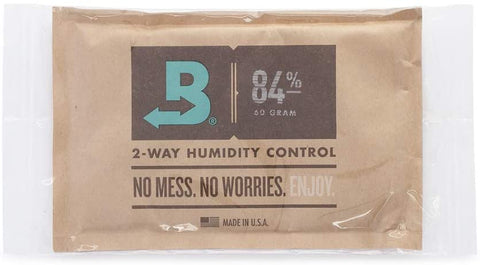 B®
84%
60 GRAM
2-WAY HUMIDITY CONTROL
NO MESS. NO WORRIES. ENJOY.
MADE IN U.S.A.